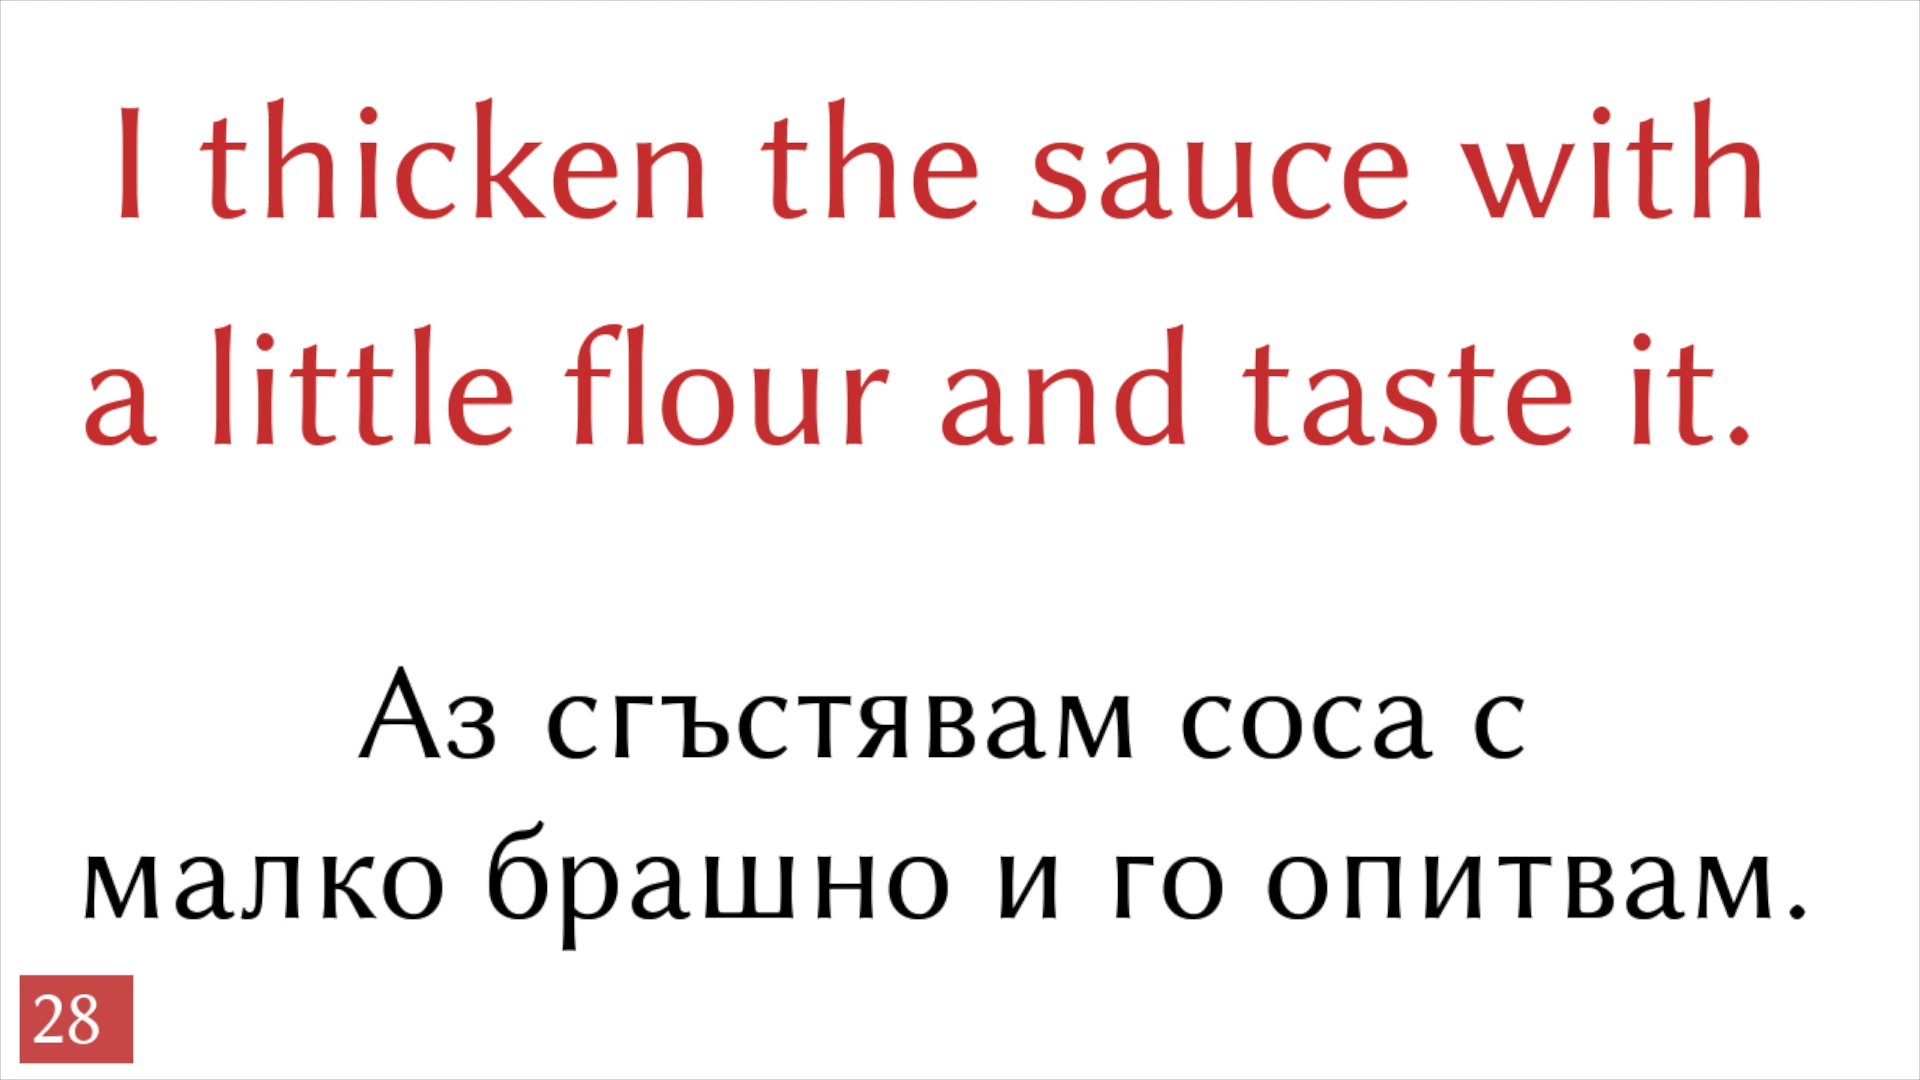 I thicken the sauce with
a little flour and taste it.
Аз сгъстявам соса с
малко брашно и го опитвам.
28